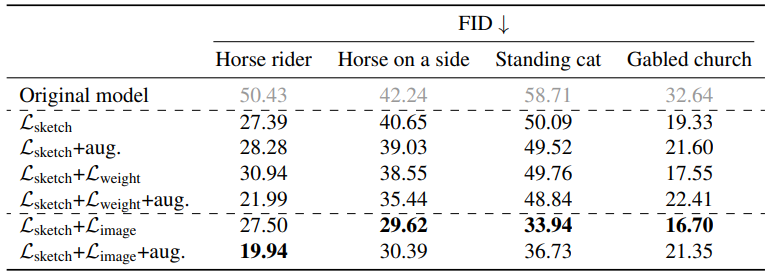 FID ↓
Horse rider Horse on a side Standing cat Gabled church
Original model 50.43 42.24 58.71 32.64
ℒsketch 27.39 40.65 50.09 19.33
ℒsketch+aug. 28.28 39.03 49.52 21.60
ℒsketch+ℒweight 30.94 38.55 49.76 17.55
ℒsketch+ℒweight+aug. 21.99 35.44 48.84 22.41
ℒsketch+ℒimage 27.50 29.62 33.94 16.70
ℒsketch+ℒimage+aug. 19.94 30.39 36.73 21.35